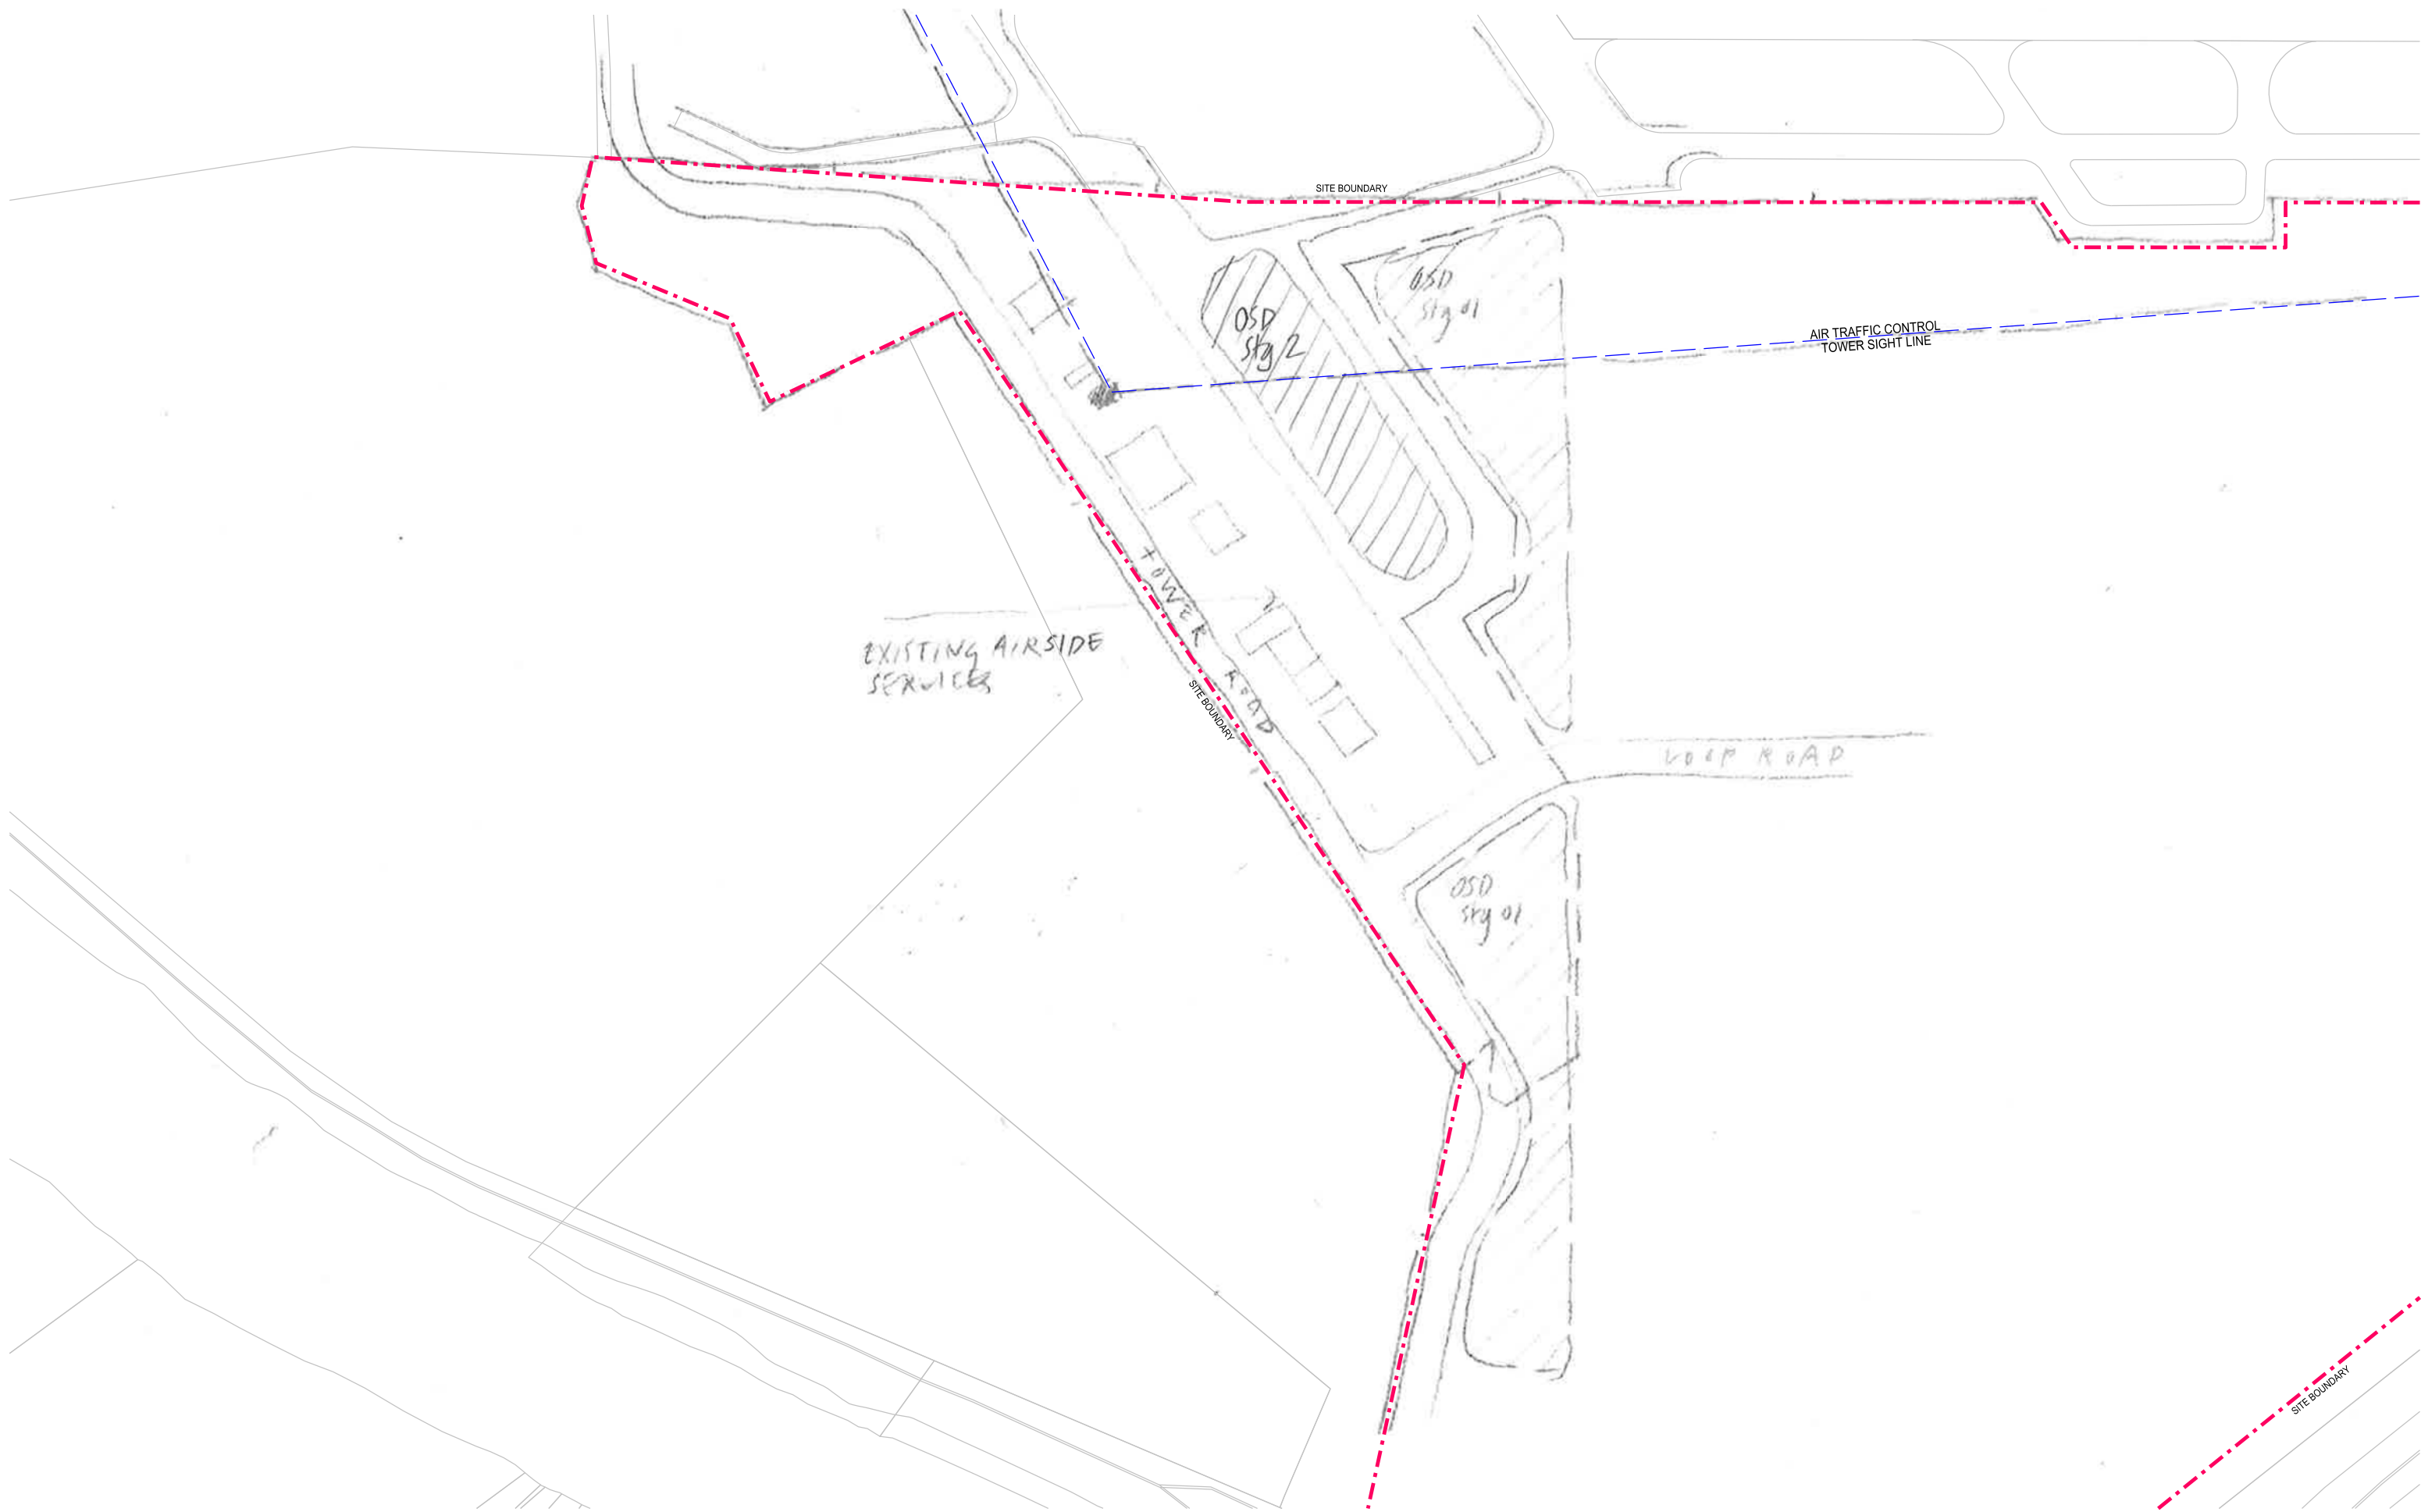 SITE BOUNDARY
OSD
Stg 01
OSD
Stg 2
AIR TRAFFIC CONTROL
TOWER SIGHT LINE
TOWER ROAD
EXISTING AIRSIDE
SERVICES
SITE BOUNDARY
LOOP ROAD
OSD
Stg 01
SITE BOUNDARY